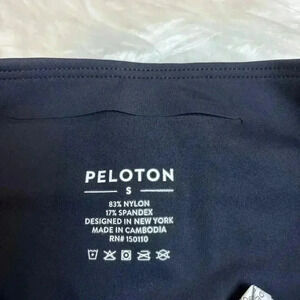 PELOTON
S
83% NYLON
17% SPANDEX
DESIGNED IN NEW YORK
MADE IN CAMBODIA
RN# 150110